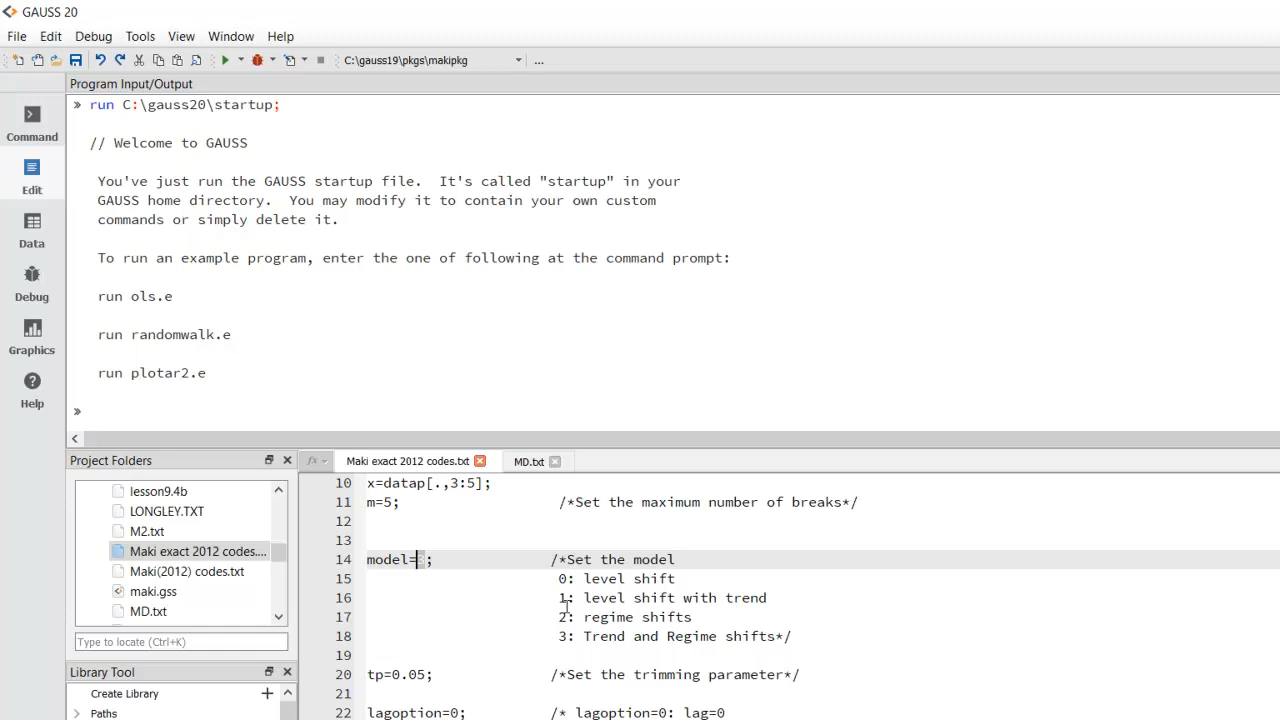 GAUSS 20
File Edit Debug Tools View Window Help
C:\gauss19\pkgs\makipkg ...
Program Input/Output
» run C:\gauss20\startup;
// Welcome to GAUSS
You've just run the GAUSS startup file. It's called "startup" in your
GAUSS home directory. You may modify it to contain your own custom
commands or simply delete it.
To run an example program, enter the one of following at the command prompt:
run ols.e
run randomwalk.e
run plotar2.e
»
Command
Edit
Data
Debug
Graphics
Help
Project Folders
lesson9.4b
LONGLEY.TXT
M2.txt
Maki exact 2012 codes....
Maki(2012) codes.txt
maki.gss
MD.txt
Type to locate (Ctrl+K)
Library Tool
Create Library +
Paths
Maki exact 2012 codes.txt MD.txt
10 x=datap[.,3:5];
11 m=5; /*Set the maximum number of breaks*/
12
13
14 model=3; /*Set the model
15 0: level shift
16 1: level shift with trend
17 2: regime shifts
18 3: Trend and Regime shifts*/
19
20 tp=0.05; /*Set the trimming parameter*/
21
22 lagoption=0; /* lagoption=0: lag=0